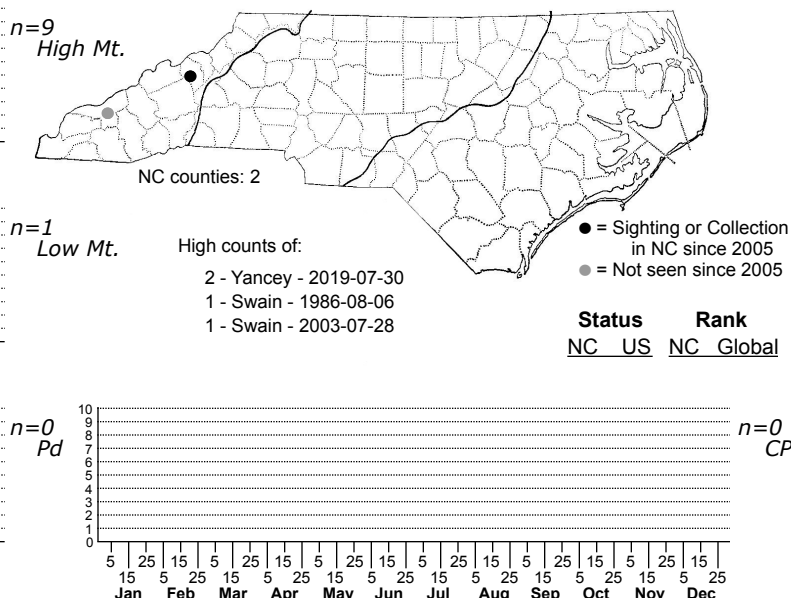 n=9
High Mt.
NC counties: 2
n=1
Low Mt.
High counts of:
2 - Yancey - 2019-07-30
1 - Swain - 1986-08-06
1 - Swain - 2003-07-28
● = Sighting or Collection
in NC since 2005
● = Not seen since 2005
Status Rank
NC US NC Global
n=0
Pd
10
9
8
7
6
5
4
3
2
1
0
n=0
CP
5 25 15 5 25 15 5 25 15 5 25 15 5 25 15 5 25 15
15 5 25 15 5 25 15 5 25 15 5 25 15 5 25 15 5 25
Jan Feb Mar Apr May Jun Jul Aug Sep Oct Nov Dec